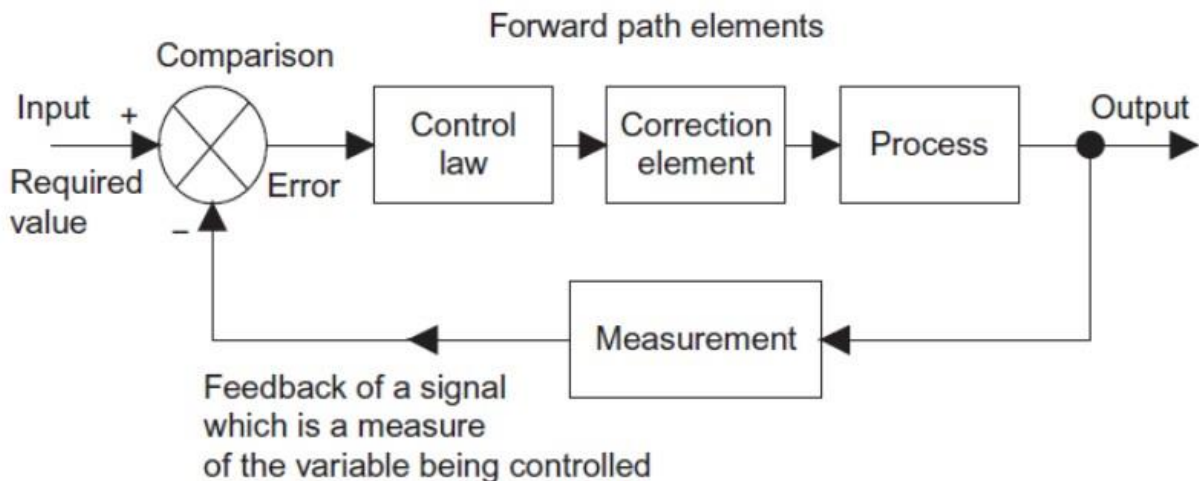 Forward path elements
Comparison
Input
+
Required
value
−
Error
Control
law
Correction
element
Process
Output
Measurement
Feedback of a signal
which is a measure
of the variable being controlled